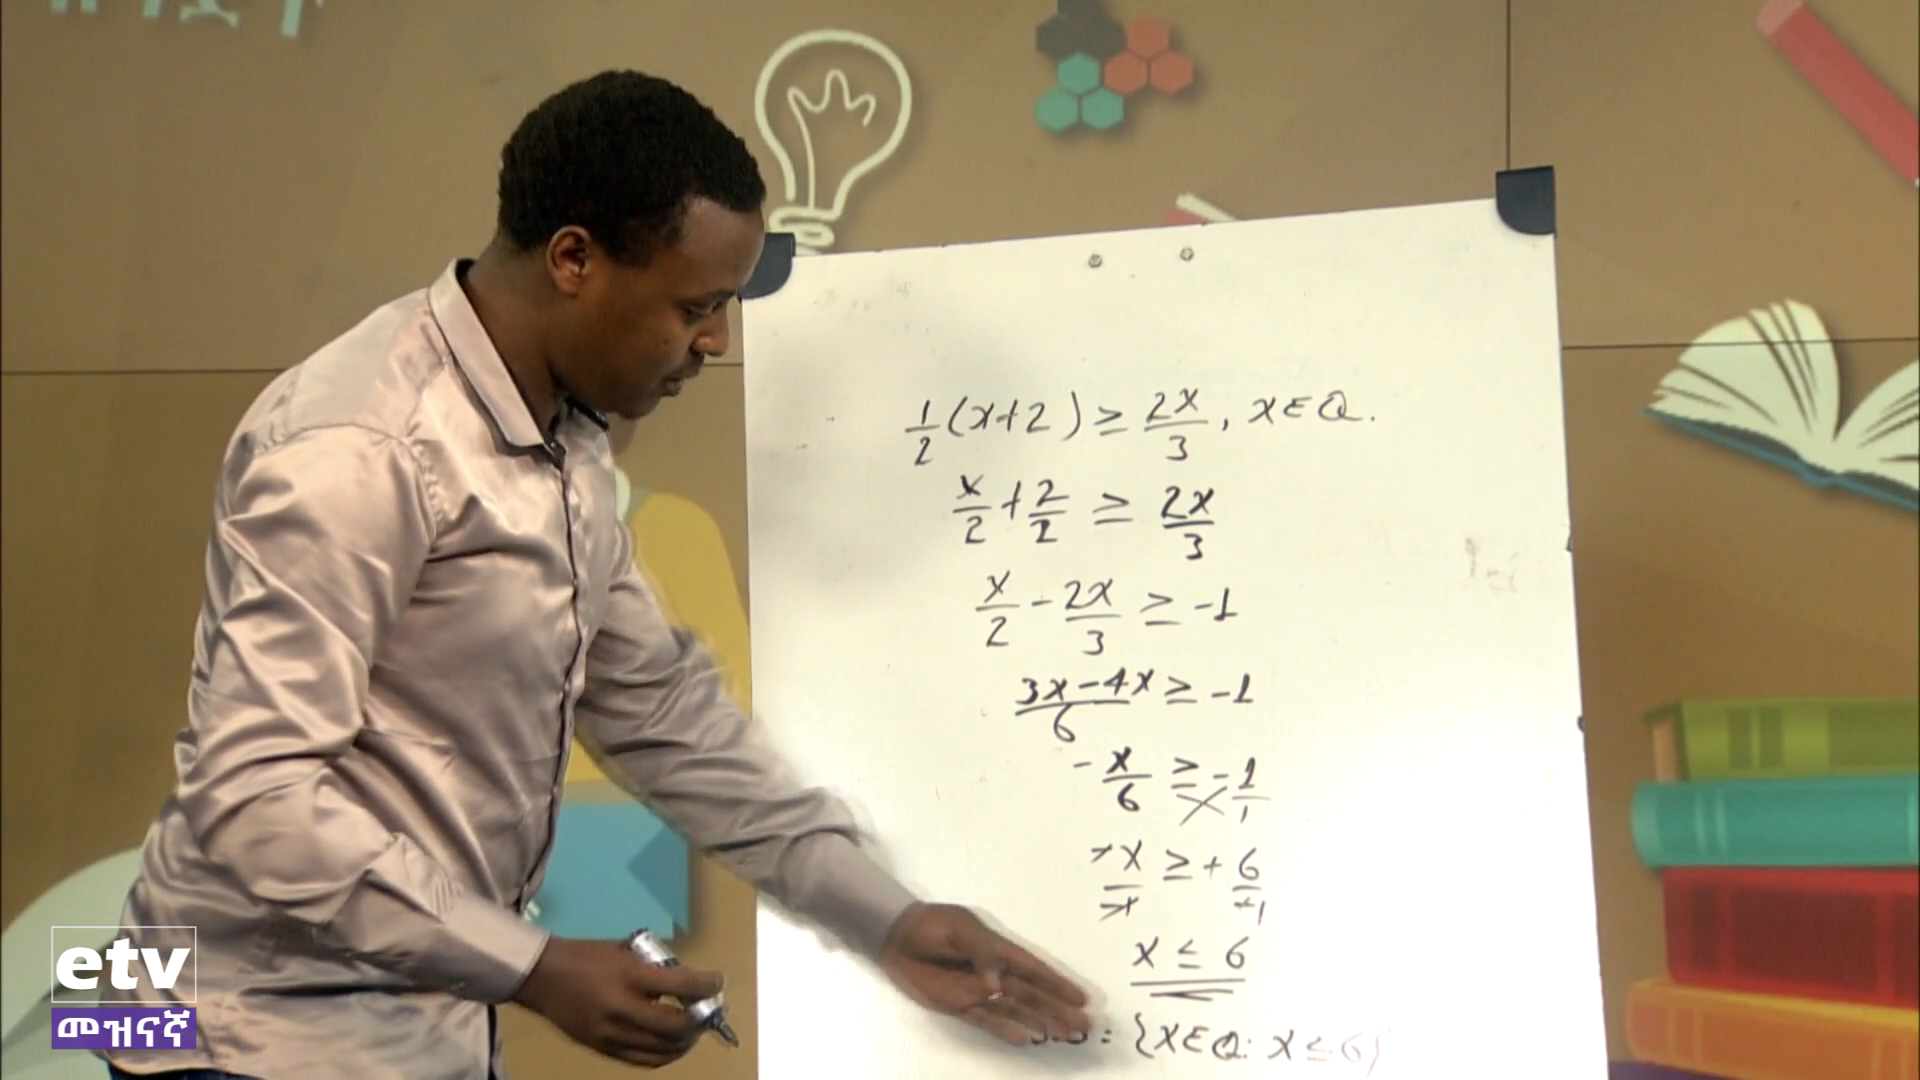 1/2 (x+2) ≥ 2x/3, x∈Q.
x/2 + 2/2 ≥ 2x/3
x/2 - 2x/3 ≥ -1
3x-4x/6 ≥ -1
-x/6 ≥ -1/1
-x/-1 ≥ + 6/-1
x ≤ 6
: {x∈Q: x ≤ 6}
etv
መዝናኛ